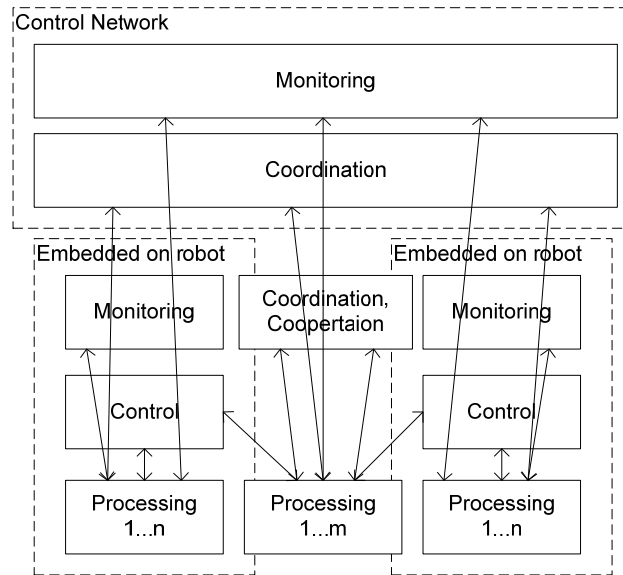 Control Network
Monitoring
Coordination
Embedded on robot
Embedded on robot
Monitoring
Coordination,
Coopertaion
Monitoring
Control
Control
Processing
1...n
Processing
1...m
Processing
1...n